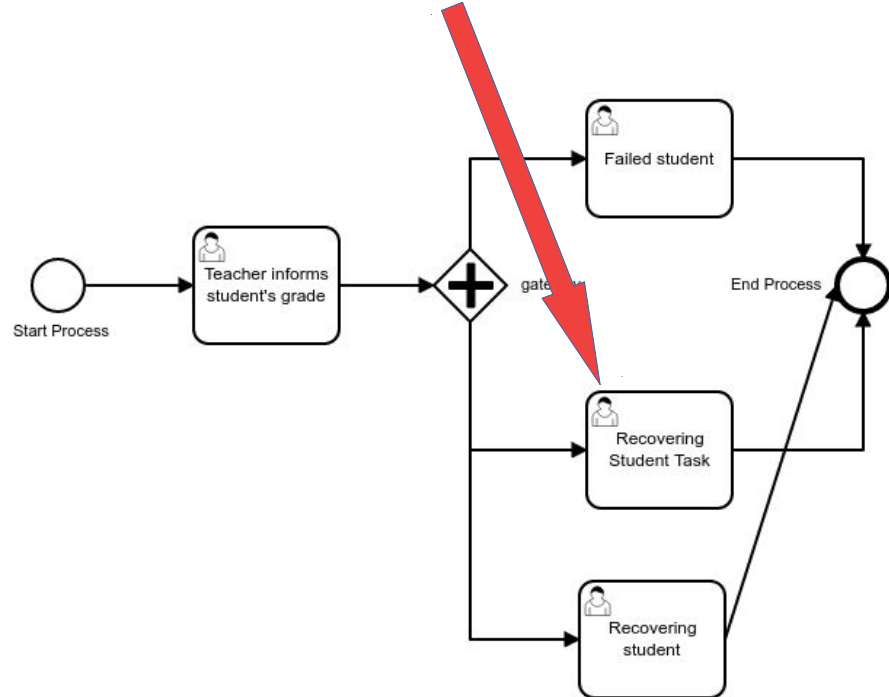 Failed student
Teacher informs
student's grade
End Process
Start Process
Recovering
Student Task
Recovering
student